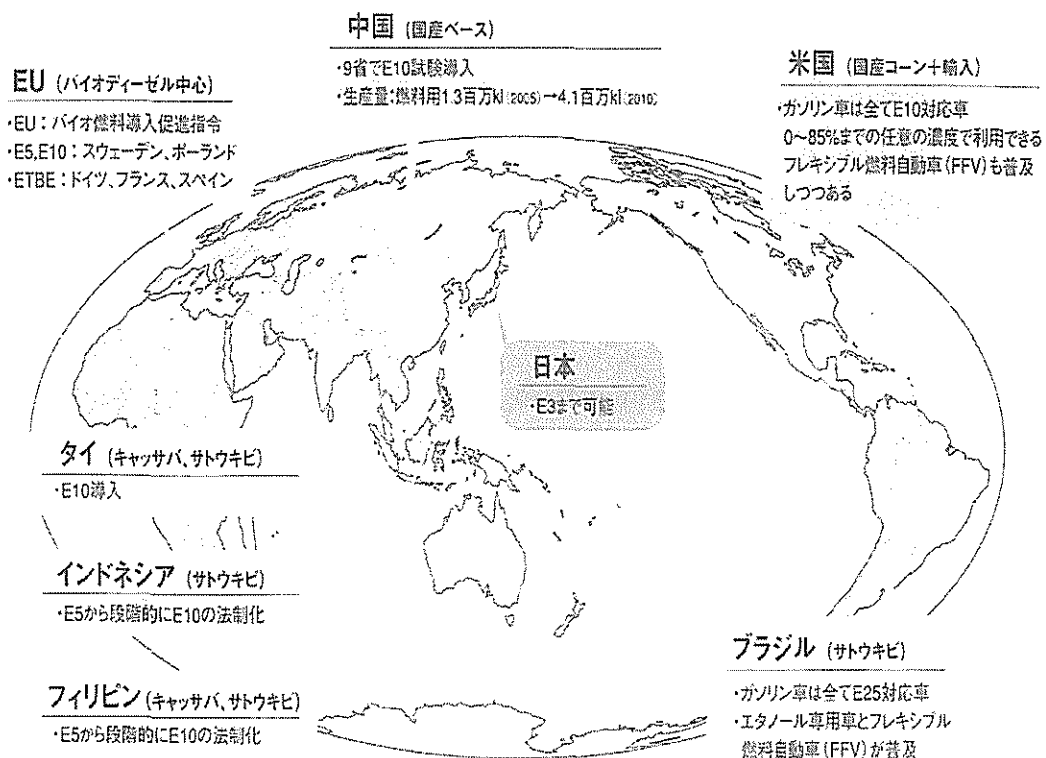 中国 (国産ベース)
・9省でE10試験導入
・生産量:燃料用1.3百万kl(2005)→4.1百万kl(2010)
EU (バイオディーゼル中心)
・EU:バイオ燃料導入促進指令
・E5,E10:スウェーデン、ポーランド
・ETBE:ドイツ、フランス、スペイン
米国 (国産コーン+輸入)
・ガソリン車は全てE10対応車
0〜85%までの任意の濃度で利用できる
フレキシブル燃料自動車(FFV)も普及
しつつある
日本
・E3まで可能
タイ (キャッサバ、サトウキビ)
・E10導入
インドネシア (サトウキビ)
・E5から段階的にE10の法制化
フィリピン(キャッサバ、サトウキビ)
・E5から段階的にE10の法制化
ブラジル (サトウキビ)
・ガソリン車は全てE25対応車
・エタノール専用車とフレキシブル
燃料自動車(FFV)が普及